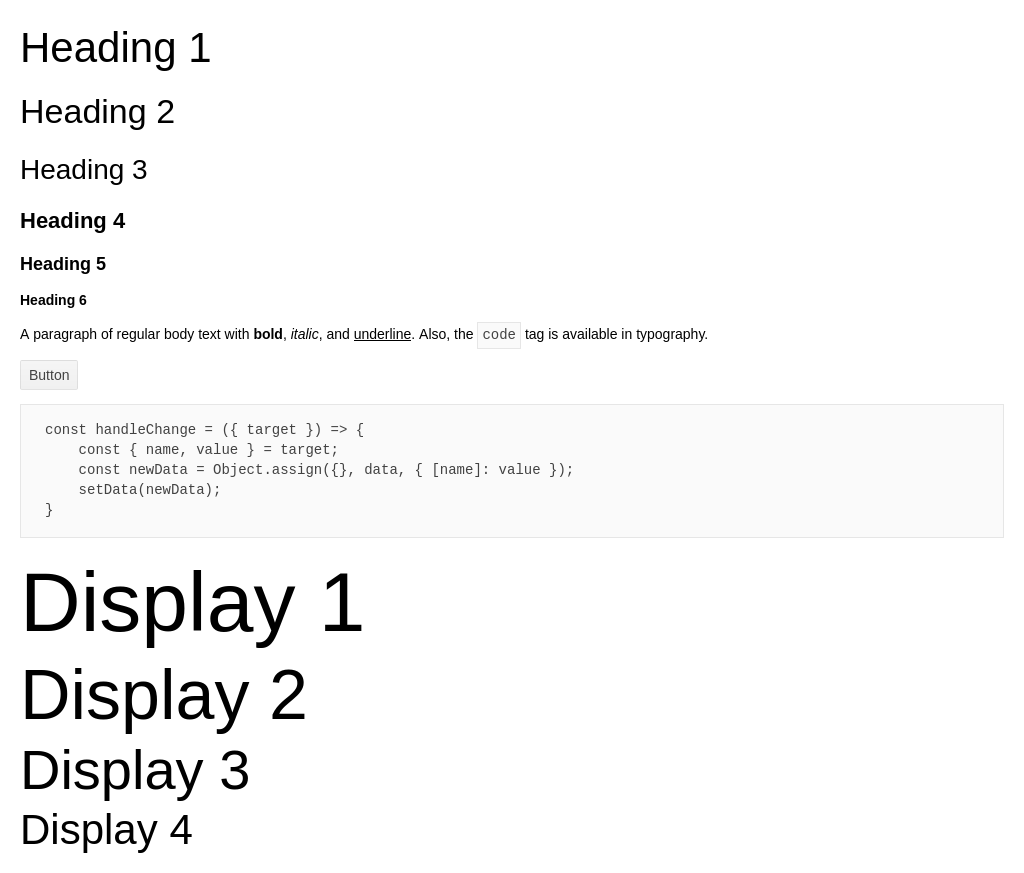 Heading 1
Heading 2
Heading 3
Heading 4
Heading 5
Heading 6
A paragraph of regular body text with bold, italic, and underline. Also, the code tag is available in typography.
Button
const handleChange = ({ target }) => {
    const { name, value } = target;
    const newData = Object.assign({}, data, { [name]: value });
    setData(newData);
}
Display 1
Display 2
Display 3
Display 4